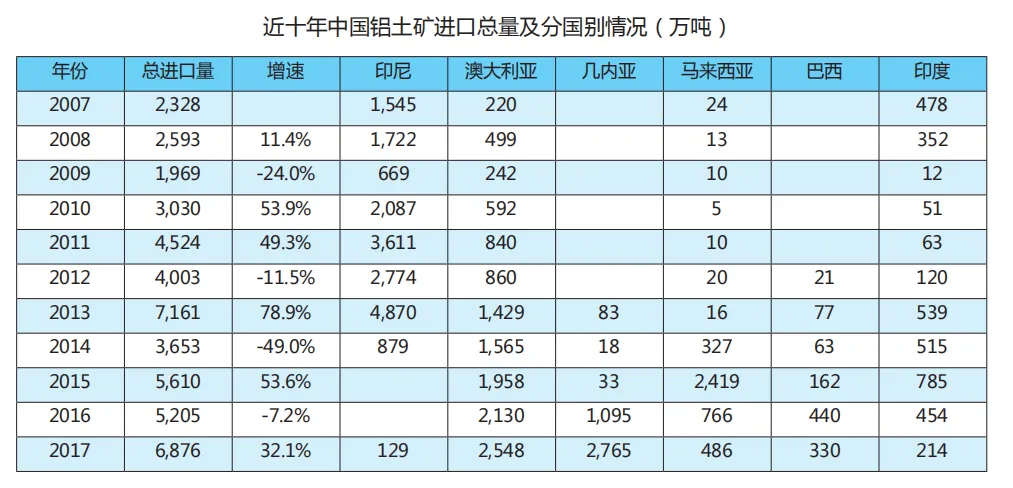 近十年中国铝土矿进口总量及分国别情况（万吨）
年份 总进口量 增速 印尼 澳大利亚 几内亚 马来西亚 巴西 印度
2007 2,328 1,545 220 24 478
2008 2,593 11.4% 1,722 499 13 352
2009 1,969 -24.0% 669 242 10 12
2010 3,030 53.9% 2,087 592 5 51
2011 4,524 49.3% 3,611 840 10 63
2012 4,003 -11.5% 2,774 860 20 21 120
2013 7,161 78.9% 4,870 1,429 83 16 77 539
2014 3,653 -49.0% 879 1,565 18 327 63 515
2015 5,610 53.6% 1,958 33 2,419 162 785
2016 5,205 -7.2% 2,130 1,095 766 440 454
2017 6,876 32.1% 129 2,548 2,765 486 330 214